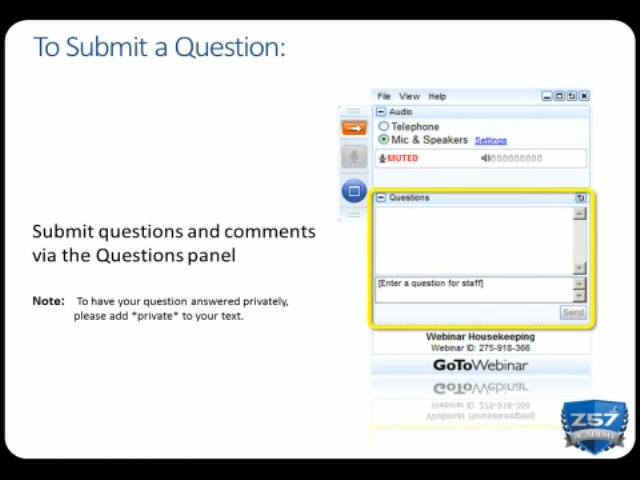 To Submit a Question:
File View Help
Audio
Telephone
Mic & Speakers Settings
MUTED
Questions
Submit questions and comments
via the Questions panel
[Enter a question for staff]
Note: To have your question answered privately,
please add *private* to your text.
Send
Webinar Housekeeping
Webinar ID: 275-918-366
GoToWebinar
Z57
ACADEMY